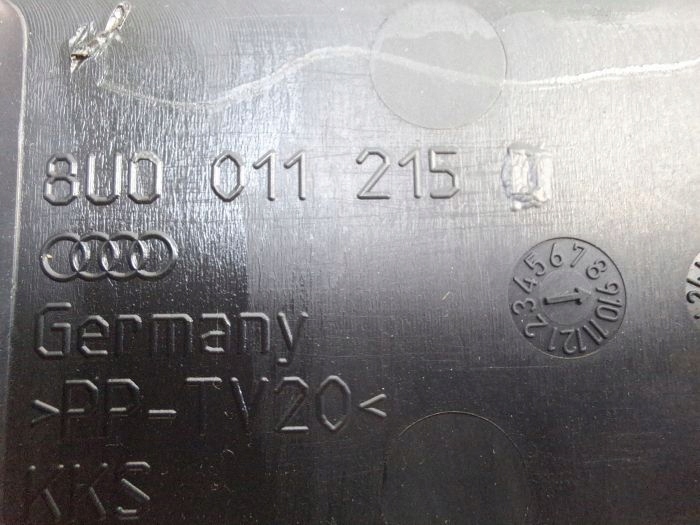 8U0 011 215
Germany
>PP-TV20<
KKS
1 2 3 4 5 6 7 8 9 10 11 12